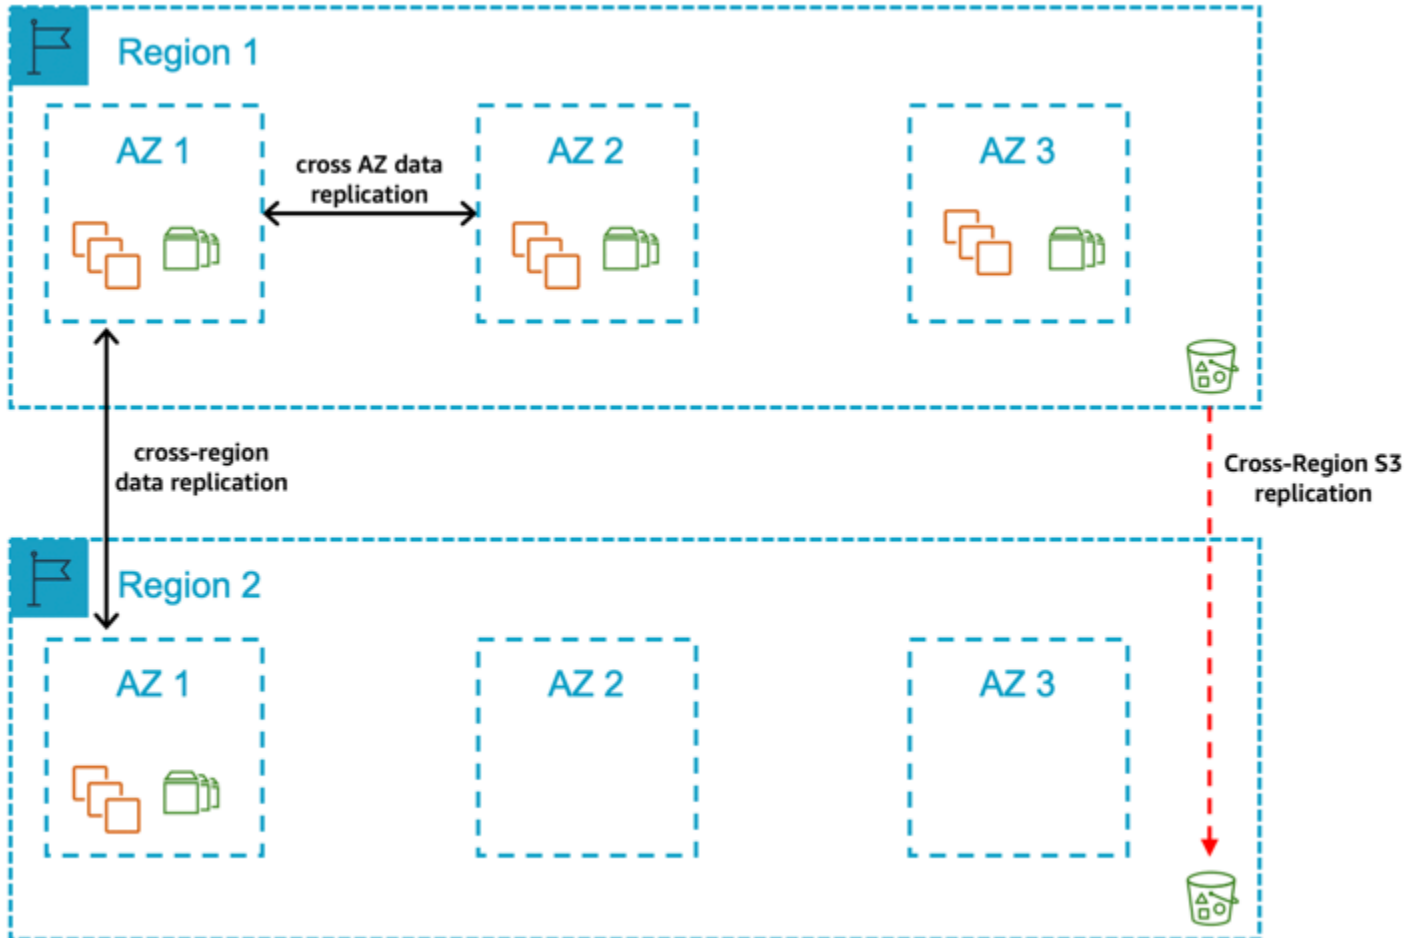 Region 1
AZ 1
cross AZ data
replication
AZ 2
AZ 3
cross-region
data replication
Cross-Region S3
replication
Region 2
AZ 1
AZ 2
AZ 3